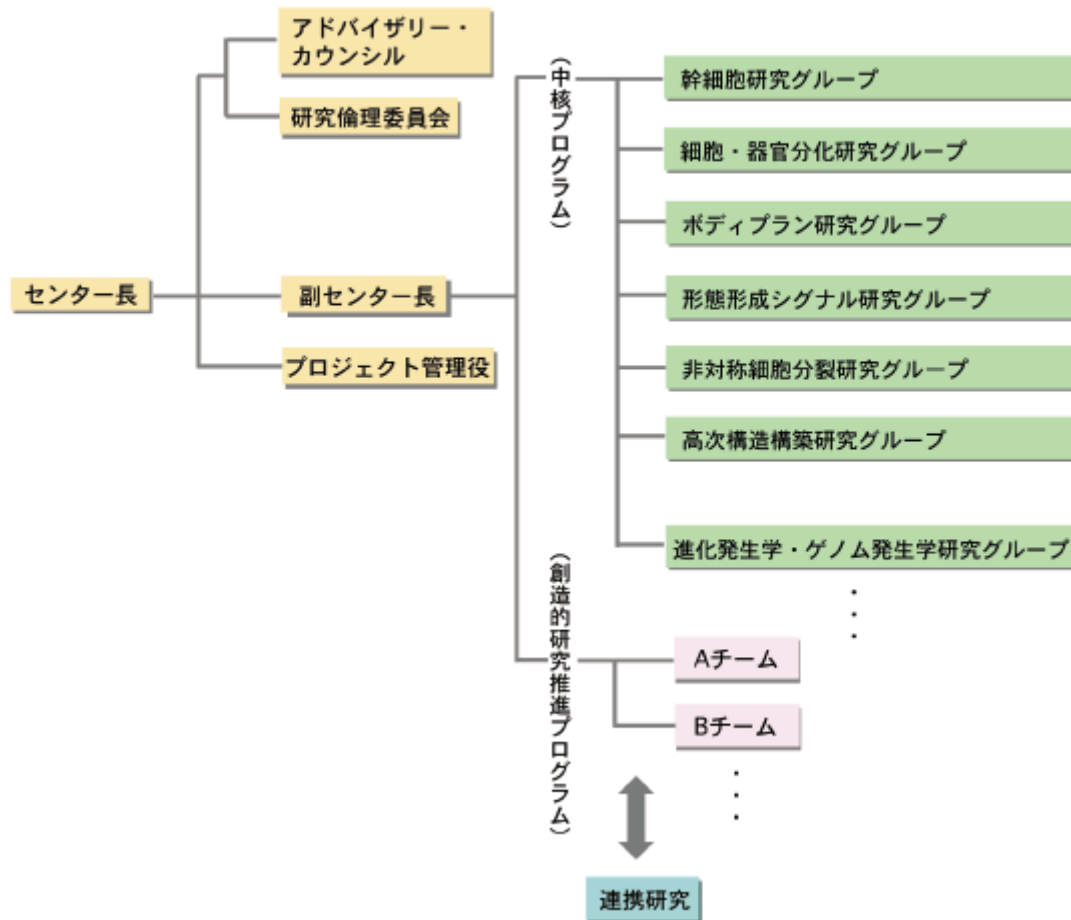 アドバイザリー・
カウンシル
研究倫理委員会
センター長
副センター長
プロジェクト管理役
(中核プログラム)
幹細胞研究グループ
細胞・器官分化研究グループ
ボディプラン研究グループ
形態形成シグナル研究グループ
非対称細胞分裂研究グループ
高次構造構築研究グループ
進化発生学・ゲノム発生学研究グループ
・・・
(創造的研究推進プログラム)
Aチーム
Bチーム
・・・
連携研究